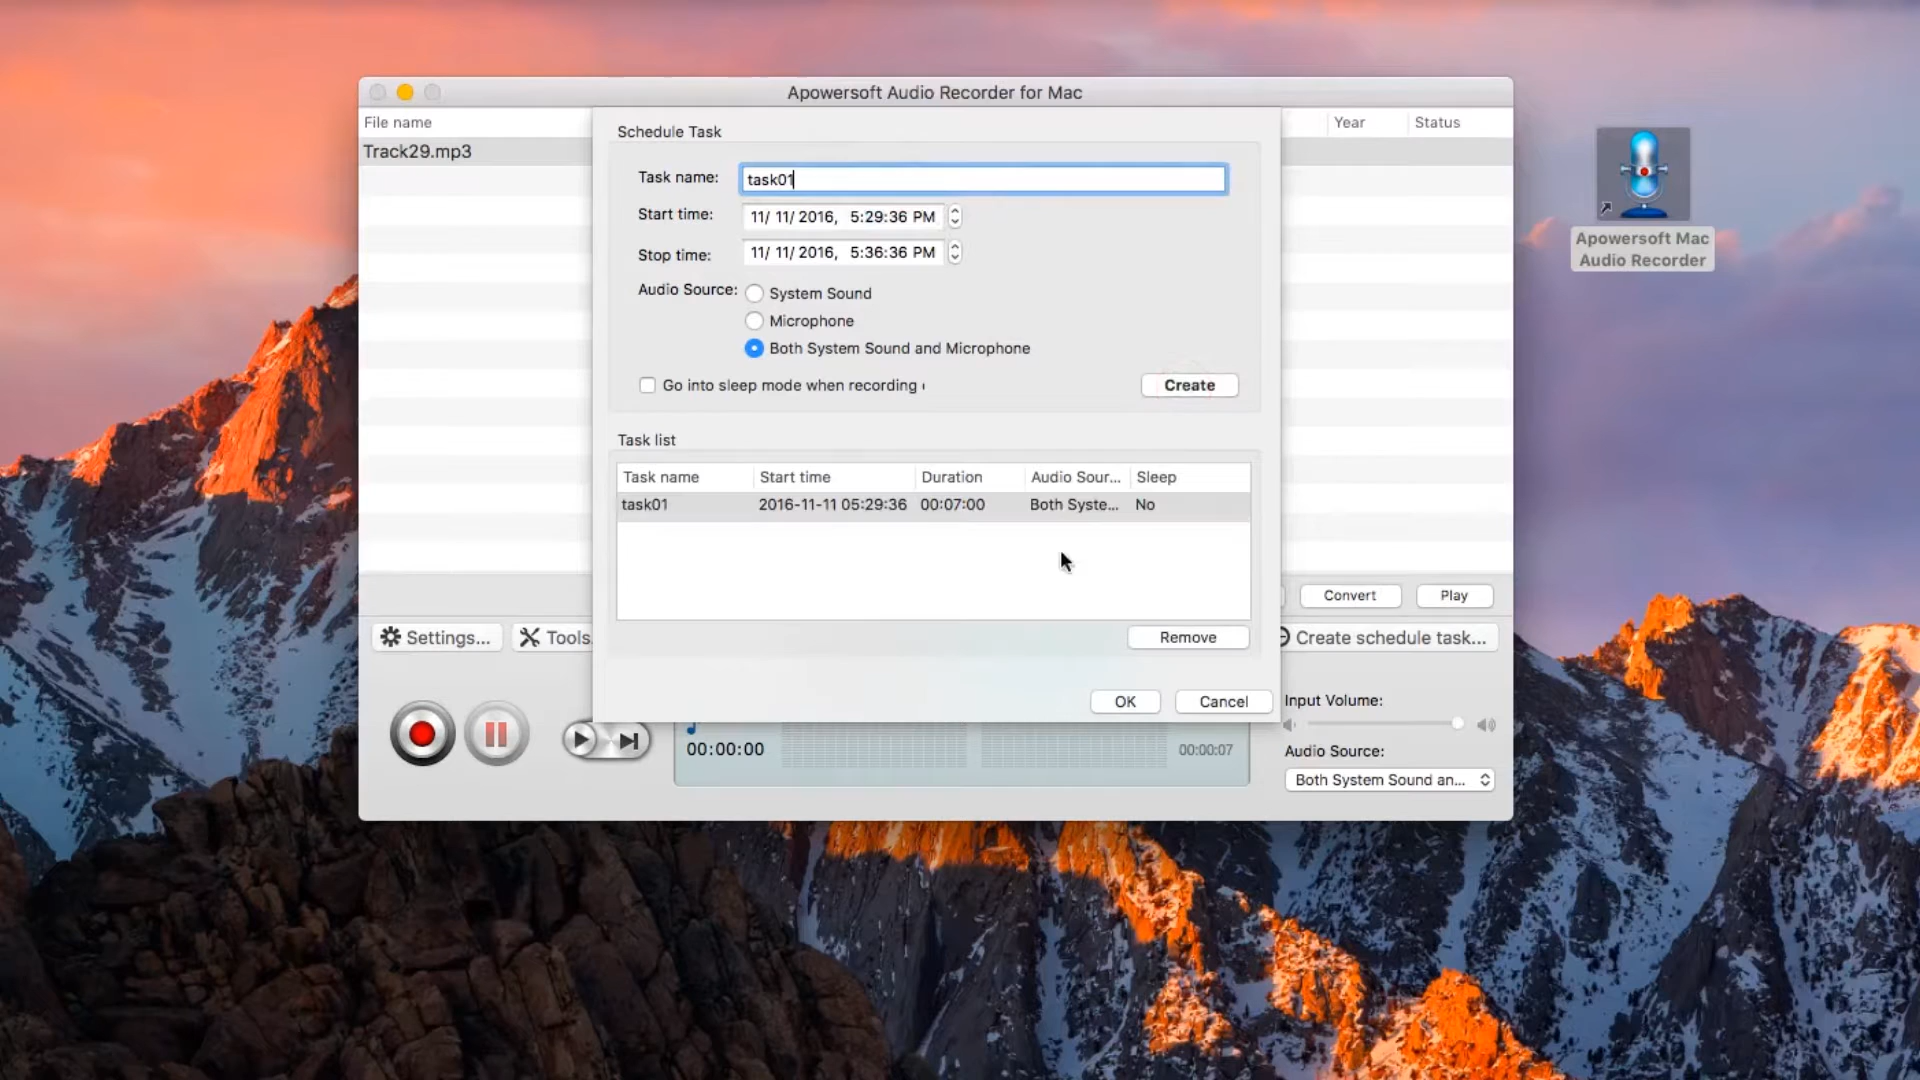 Apowersoft Audio Recorder for Mac
File name
Year
Status
Track29.mp3
Schedule Task
Task name:
task01
Start time:
11/ 11/ 2016, 5:29:36 PM
Stop time:
11/ 11/ 2016, 5:36:36 PM
Audio Source:
System Sound
Microphone
Both System Sound and Microphone
Go into sleep mode when recording
Create
Task list
Task name Start time Duration Audio Sour... Sleep
task01 2016-11-11 05:29:36 00:07:00 Both Syste... No
Remove
OK
Cancel
Convert
Play
Settings...
Tools
Create schedule task...
00:00:00
00:00:07
Input Volume:
Audio Source:
Both System Sound an...
Apowersoft Mac
Audio Recorder